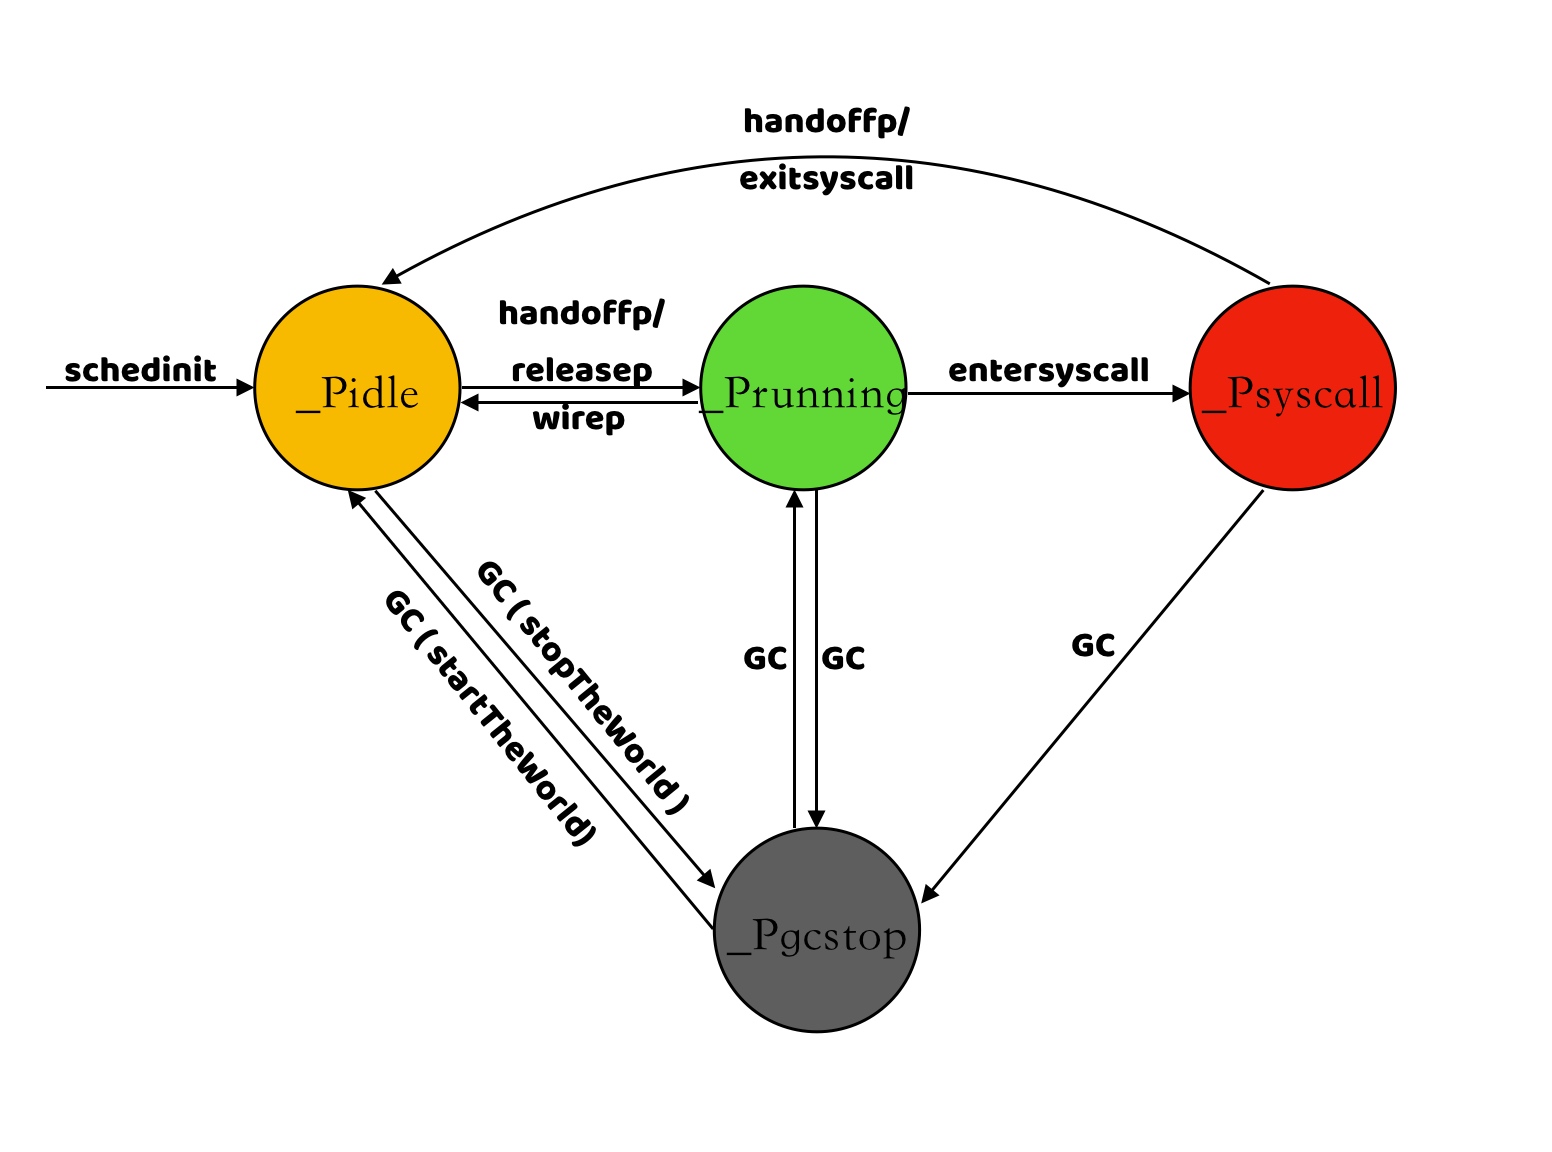 handoffp/
exitsyscall
handoffp/
schedinit
releasep
entersyscall
_Pidle
_Prunning
_Psyscall
wirep
GC ( stopTheWorld )
GC ( startTheWorld)
GC
GC
GC
_Pgcstop